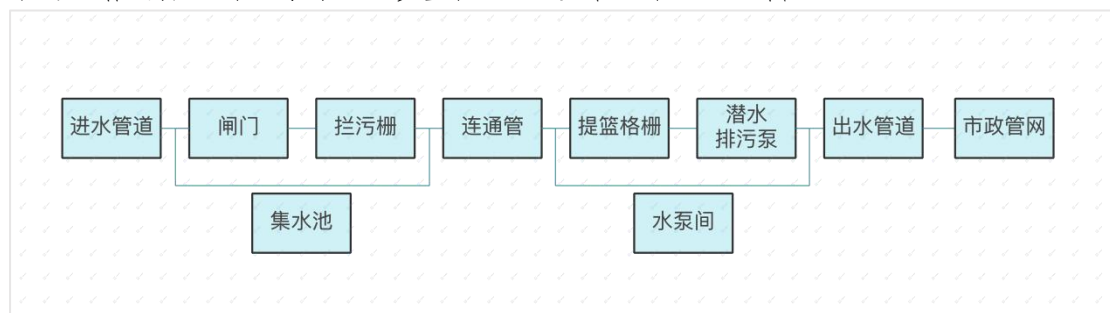 进水管道
闸门
拦污栅
连通管
提篮格栅
潜水
排污泵
出水管道
市政管网
集水池
水泵间